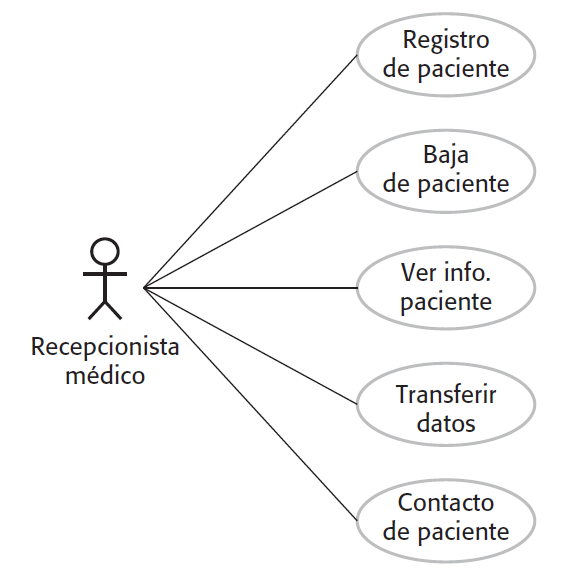 Registro
de paciente
Baja
de paciente
Ver info.
paciente
Recepcionista
médico
Transferir
datos
Contacto
de paciente